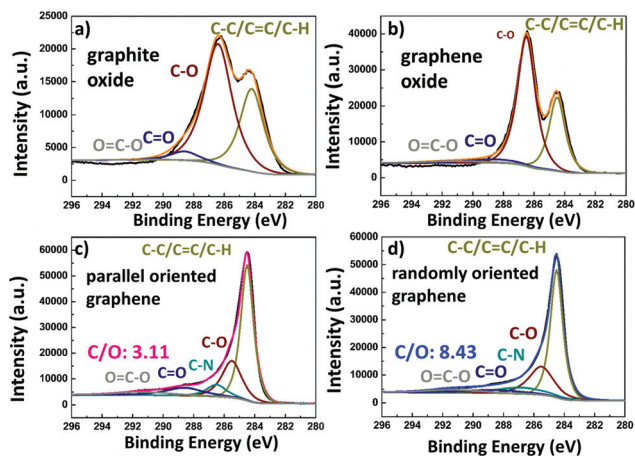 a)
graphite
oxide
C-C/C=C/C-H
C-O
C=O
O=C-O
Intensity (a.u.)
25000
20000
15000
10000
5000
0
296 294 292 290 288 286 284 282 280
Binding Energy (eV)
b)
graphene
oxide
C-C/C=C/C-H
C-O
C=O
O=C-O
Intensity (a.u.)
40000
30000
20000
10000
0
296 294 292 290 288 286 284 282 280
Binding Energy (eV)
c)
C-C/C=C/C-H
parallel oriented
graphene
C/O: 3.11
C-O
C-N
C=O
O=C-O
Intensity (a.u.)
60000
50000
40000
30000
20000
10000
0
296 294 292 290 288 286 284 282 280
Binding Energy (eV)
d)
C-C/C=C/C-H
randomly oriented
graphene
C/O: 8.43
C-O
C-N
C=O
O=C-O
Intensity (a.u.)
60000
50000
40000
30000
20000
10000
0
296 294 292 290 288 286 284 282 280
Binding Energy (eV)